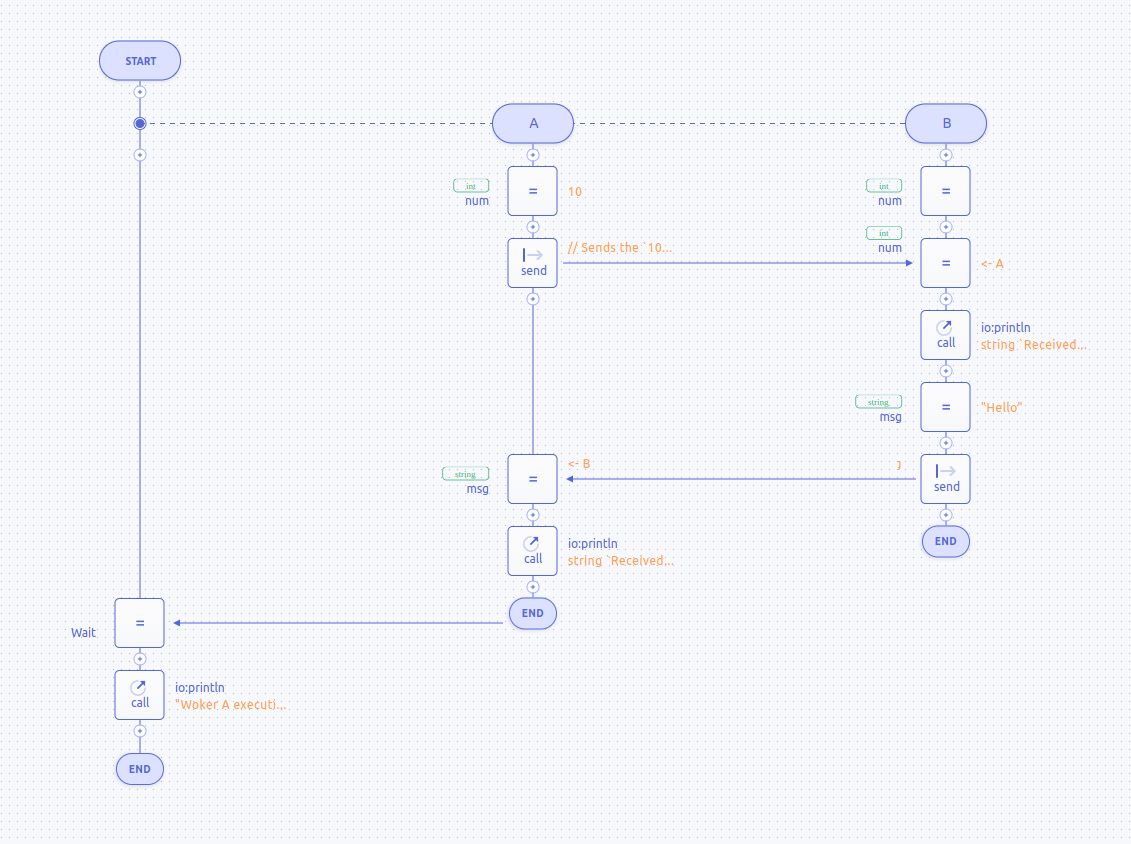 START
A
B
int
num
=
10
int
num
=
send
// Sends the `10...
int
num
=
<- A
call
io:println
string `Received...
string
msg
=
"Hello"
string
msg
=
<- B
send
call
io:println
string `Received...
END
END
Wait
=
call
io:println
"Woker A executi...
END